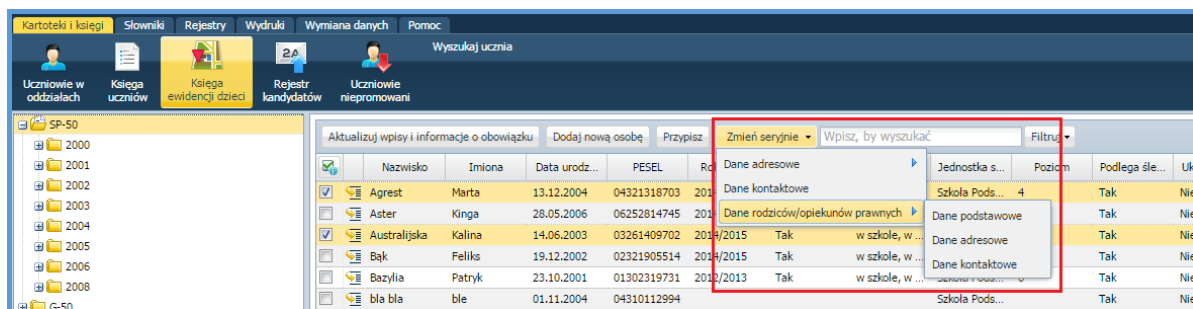 Kartoteki i księgi Słowniki Rejestry Wydruki Wymiana danych Pomoc
Wyszukaj ucznia
Uczniowie w oddziałach
Księga uczniów
Księga ewidencji dzieci
Rejestr kandydatów
Uczniowie niepromowani
SP-50
2000
2001
2002
2003
2004
2005
2006
2008
G-50
Aktualizuj wpisy i informacje o obowiązku Dodaj nową osobę Przypisz Zmień seryjnie Wpisz, by wyszukać Filtruj
Nazwisko Imiona Data urodz... PESEL Jednostka s... Poziom Podlega śle...
Agrest Marta 13.12.2004 04321318703 Szkoła Pods... 4 Tak
Aster Kinga 28.05.2006 06252814745 Tak
Australijska Kalina 14.06.2003 03261409702 2014/2015 Tak w szkole, w ... Tak
Bąk Feliks 19.12.2002 02321905514 2014/2015 Tak w szkole, w ... Tak
Bazylia Patryk 23.10.2001 01302319731 2012/2013 Tak w szkole, w ... Tak
bla bla ble 01.11.2004 04310112994 Szkoła Pods... Tak
Dane adresowe
Dane kontaktowe
Dane rodziców/opiekunów prawnych
Dane podstawowe
Dane adresowe
Dane kontaktowe